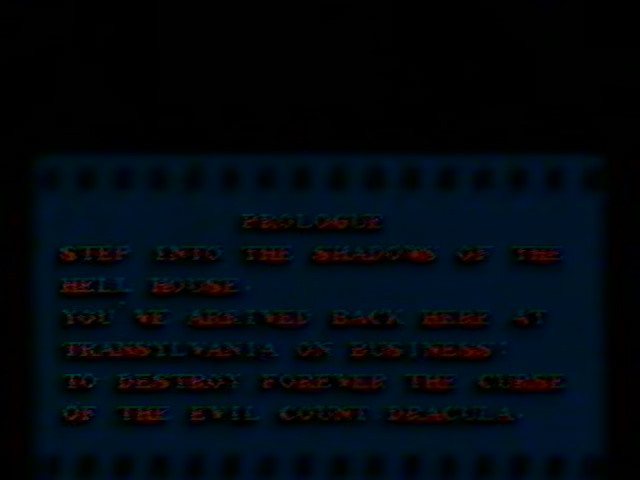 PROLOGUE
STEP INTO THE SHADOWS OF THE
HELL HOUSE.
YOU'VE ARRIVED BACK HERE AT
TRANSYLVANIA ON BUSINESS:
TO DESTROY FOREVER THE CURSE
OF THE EVIL COUNT DRACULA.